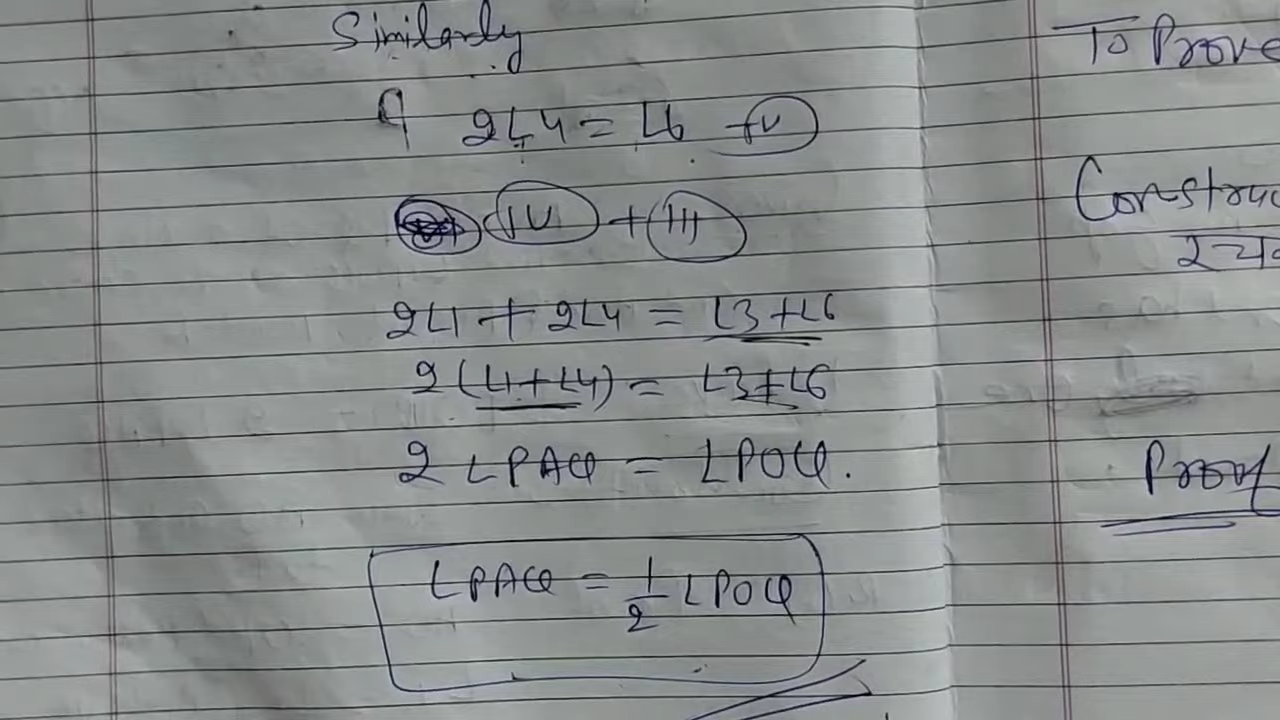 Similarly
2∠4 = ∠6 - IV
IV + III
2∠1 + 2∠4 = ∠3+∠6
2(∠1+∠4) = ∠3+∠6
2 ∠PAQ = ∠POQ.
∠PAQ = 1/2 ∠POQ
To Prove
Construc
Proof